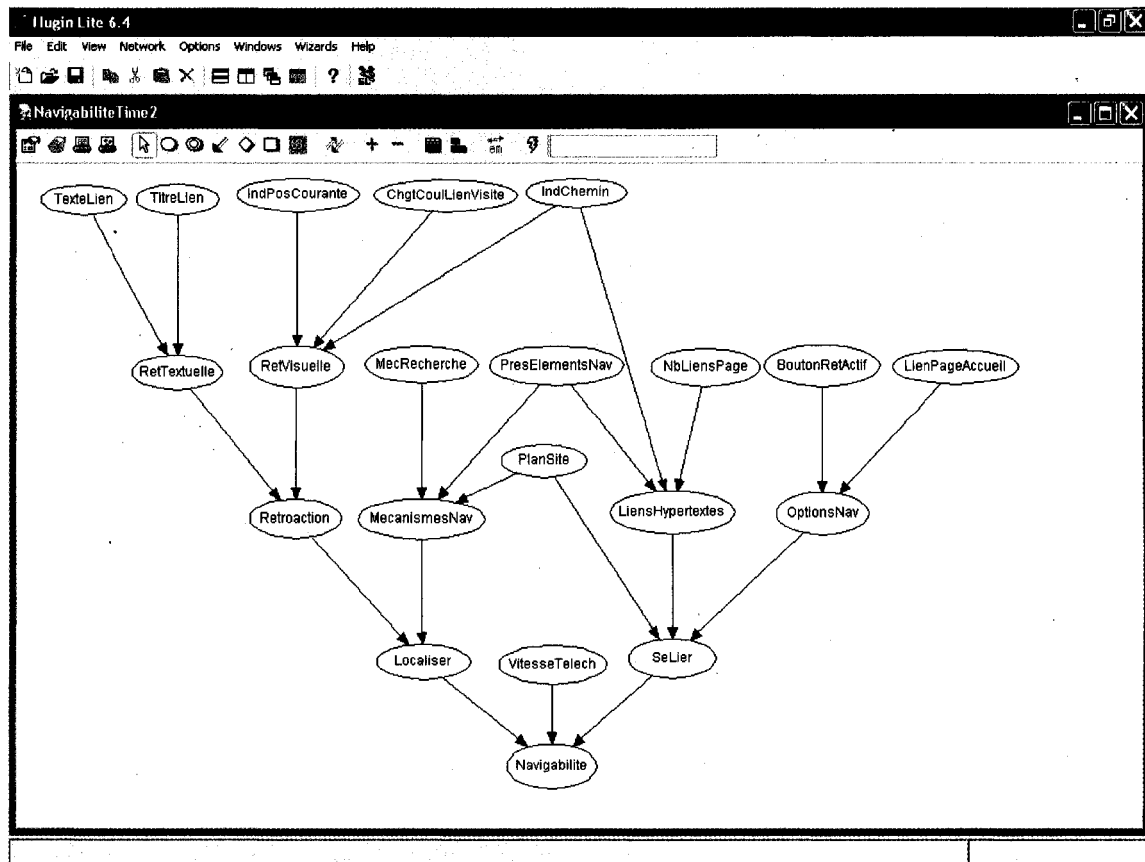 Hugin Lite 6.4
File Edit View Network Options Windows Wizards Help
NavigabiliteTime2
TexteLien TitreLien IndPosCourante ChgtCoulLienVisite IndChemin
RetTextuelle RetVisuelle MecRecherche PresElementsNav NbLiensPage BoutonRetActif LienPageAccueil
PlanSite
Retroaction MecanismesNav LiensHypertextes OptionsNav
Localiser VitesseTelech SeLier
Navigabilite